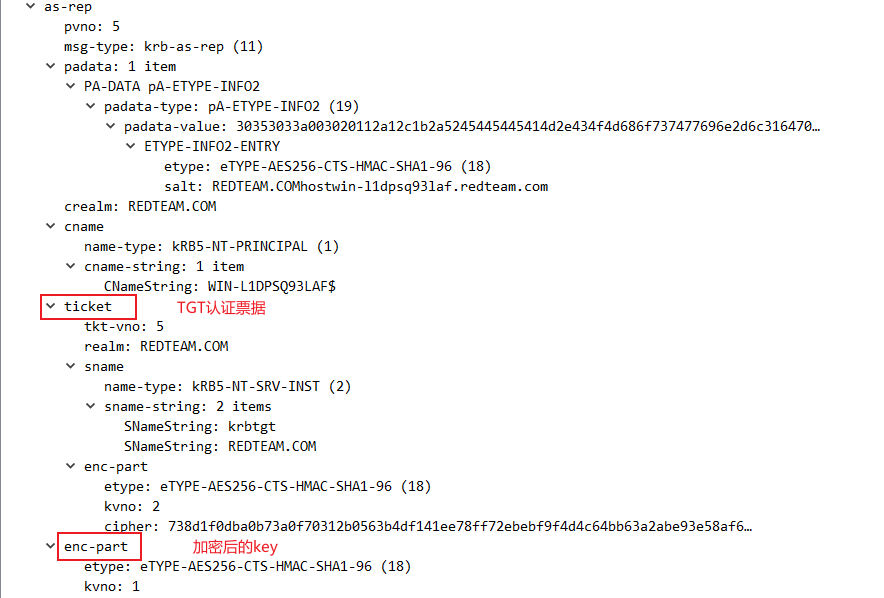 as-rep
pvno: 5
msg-type: krb-as-rep (11)
padata: 1 item
PA-DATA pA-ETYPE-INFO2
padata-type: pA-ETYPE-INFO2 (19)
padata-value: 30353033a003020112a12c1b2a5245445445414d2e434f4d686f737477696e2d6c316470…
ETYPE-INFO2-ENTRY
etype: eTYPE-AES256-CTS-HMAC-SHA1-96 (18)
salt: REDTEAM.COMhostwin-l1dpsq93laf.redteam.com
crealm: REDTEAM.COM
cname
name-type: kRB5-NT-PRINCIPAL (1)
cname-string: 1 item
CNameString: WIN-L1DPSQ93LAF$
ticket TGT认证票据
tkt-vno: 5
realm: REDTEAM.COM
sname
name-type: kRB5-NT-SRV-INST (2)
sname-string: 2 items
SNameString: krbtgt
SNameString: REDTEAM.COM
enc-part
etype: eTYPE-AES256-CTS-HMAC-SHA1-96 (18)
kvno: 2
cipher: 738d1f0dba0b73a0f70312b0563b4df141ee78ff72ebebf9f4d4c64bb63a2abe93e58af6…
enc-part 加密后的key
etype: eTYPE-AES256-CTS-HMAC-SHA1-96 (18)
kvno: 1